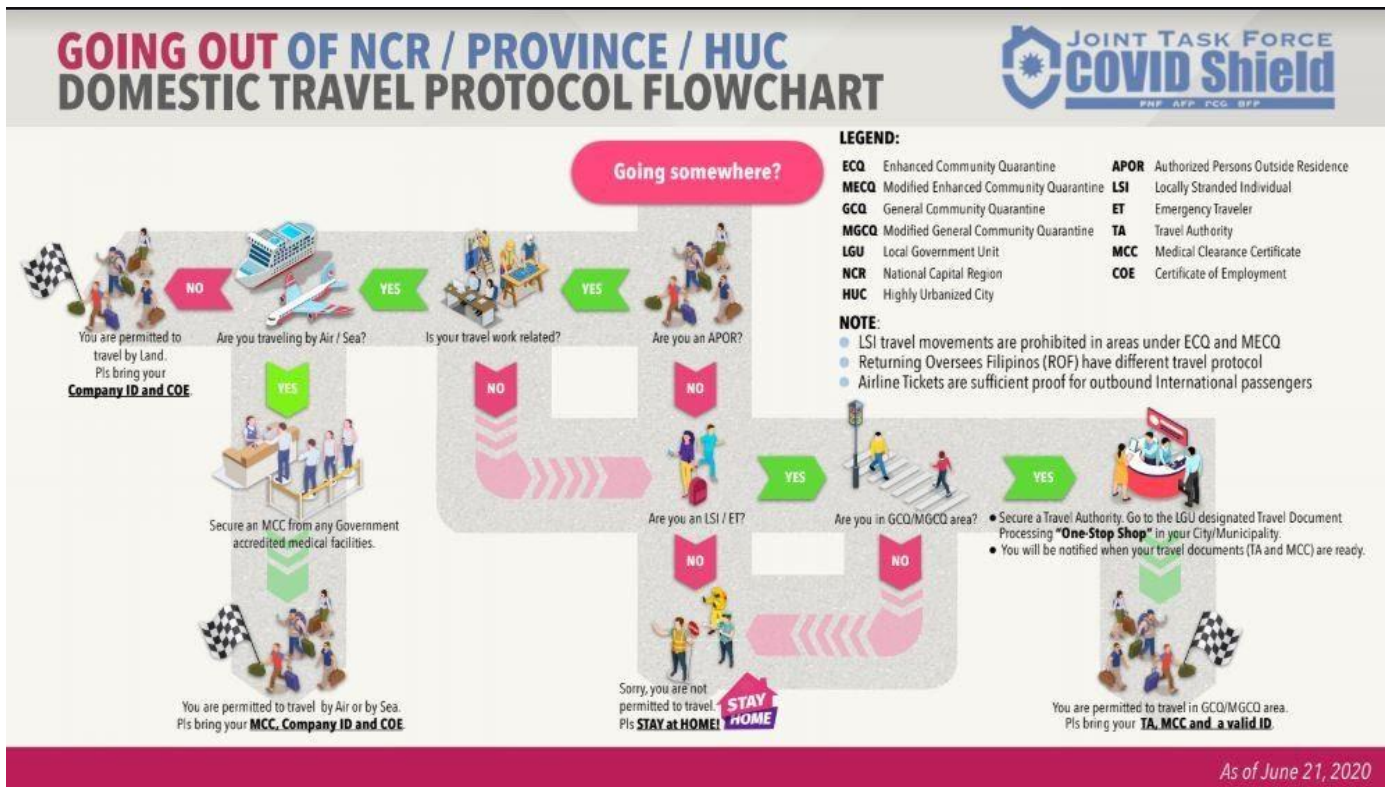 GOING OUT OF NCR / PROVINCE / HUC
DOMESTIC TRAVEL PROTOCOL FLOWCHART
JOINT TASK FORCE
COVID Shield
PNP AFP PCG BFP
Going somewhere?
LEGEND:
ECQ Enhanced Community Quarantine
MECQ Modified Enhanced Community Quarantine
GCQ General Community Quarantine
MGCQ Modified General Community Quarantine
LGU Local Government Unit
NCR National Capital Region
HUC Highly Urbanized City
APOR Authorized Persons Outside Residence
LSI Locally Stranded Individual
ET Emergency Traveler
TA Travel Authority
MCC Medical Clearance Certificate
COE Certificate of Employment
NOTE:
LSI travel movements are prohibited in areas under ECQ and MECQ
Returning Oversees Filipinos (ROF) have different travel protocol
Airline Tickets are sufficient proof for outbound International passengers
Are you an APOR?
YES
Is your travel work related?
YES
Are you traveling by Air / Sea?
NO
You are permitted to
travel by Land.
Pls bring your
Company ID and COE.
YES
NO
NO
Secure an MCC from any Government
accredited medical facilities.
Are you an LSI / ET?
YES
Are you in GCQ/MGCQ area?
YES
• Secure a Travel Authority. Go to the LGU designated Travel Document
Processing "One-Stop Shop" in your City/Municipality.
• You will be notified when your travel documents (TA and MCC) are ready.
NO
NO
You are permitted to travel by Air or by Sea.
Pls bring your MCC, Company ID and COE.
Sorry, you are not
permitted to travel.
Pls STAY at HOME!
STAY
HOME
You are permitted to travel in GCQ/MGCQ area.
Pls bring your TA, MCC and a valid ID.
As of June 21, 2020